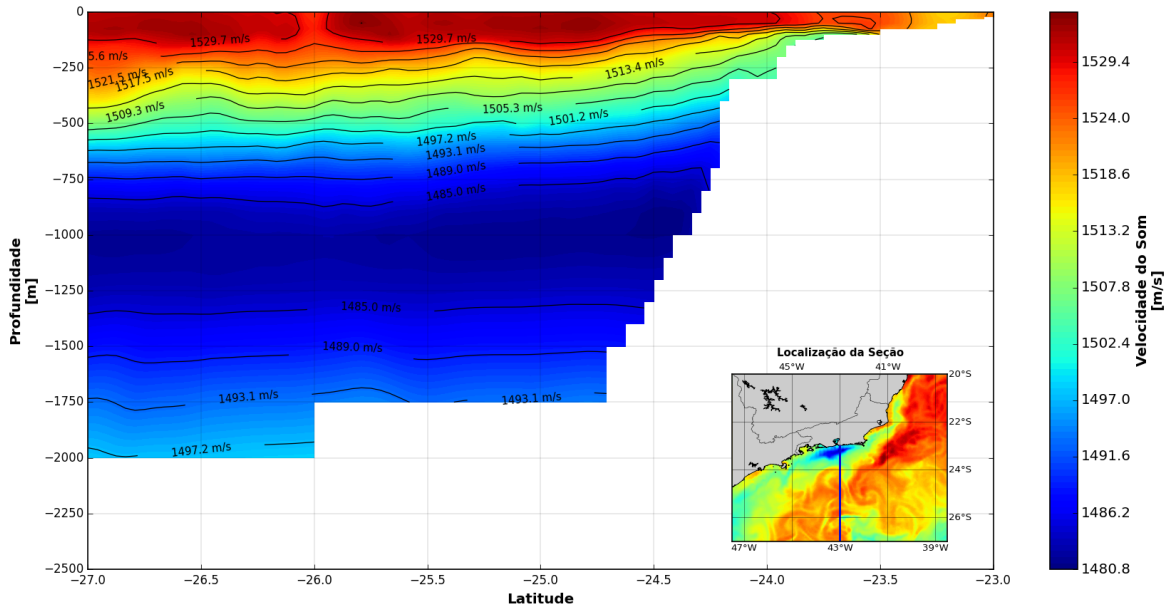 0
−250
−500
−750
−1000
−1250
−1500
−1750
−2000
−2250
−2500
Profundidade
[m]
1529.7 m/s
1529.7 m/s
5.6 m/s
1521.5 m/s
1517.5 m/s
1513.4 m/s
1509.3 m/s
1505.3 m/s
1501.2 m/s
1497.2 m/s
1493.1 m/s
1489.0 m/s
1485.0 m/s
1485.0 m/s
1489.0 m/s
1493.1 m/s
1493.1 m/s
1497.2 m/s
−27.0
−26.5
−26.0
−25.5
−25.0
−24.5
−24.0
−23.5
−23.0
Latitude
Localização da Seção
45°W
41°W
20°S
22°S
24°S
26°S
47°W
43°W
39°W
1529.4
1524.0
1518.6
1513.2
1507.8
1502.4
1497.0
1491.6
1486.2
1480.8
Velocidade do Som
[m/s]